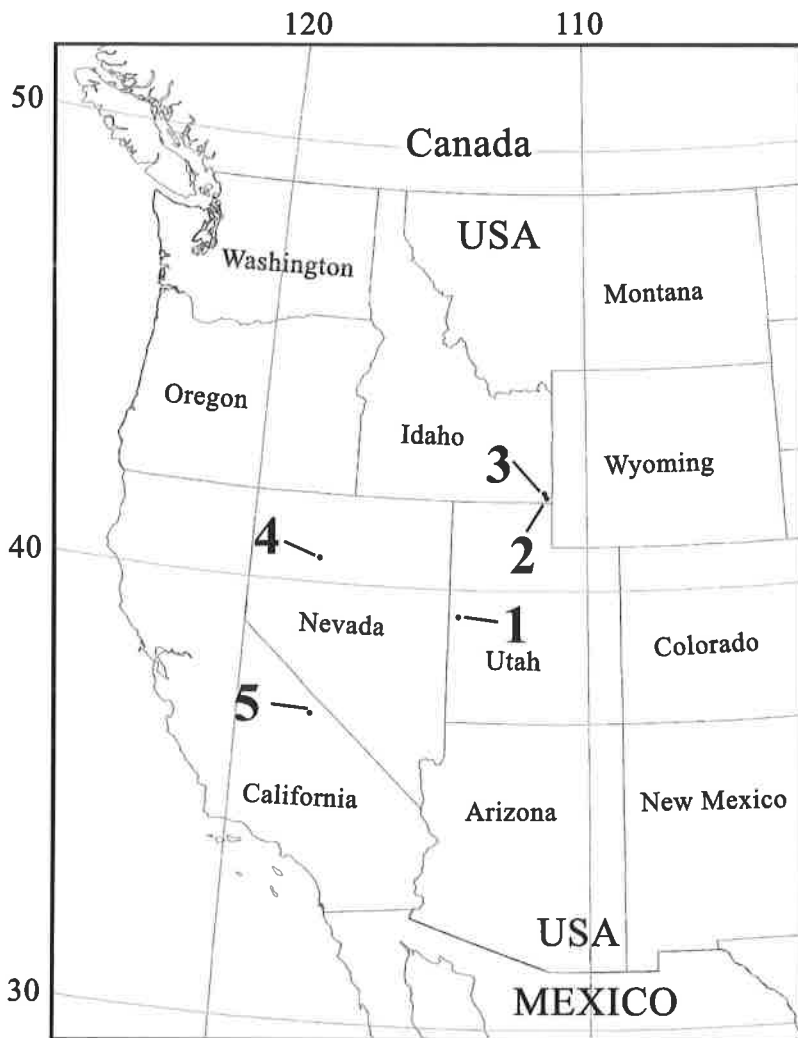 120 110
50
Canada
USA
Washington
Montana
Oregon
Idaho
3
Wyoming
4
2
40
Nevada
1
Utah
Colorado
5
California
Arizona
New Mexico
USA
30
MEXICO